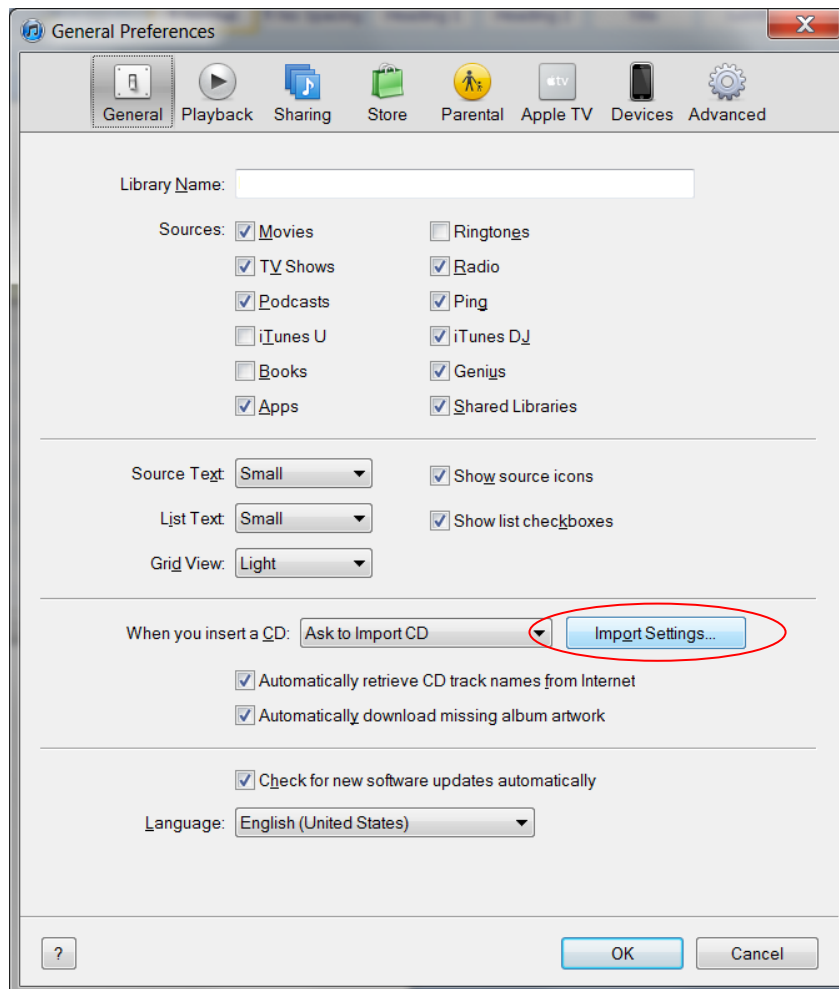 General Preferences
General Playback Sharing Store Parental Apple TV Devices Advanced
Library Name:
Sources: Movies Ringtones
TV Shows Radio
Podcasts Ping
iTunes U iTunes DJ
Books Genius
Apps Shared Libraries
Source Text: Small Show source icons
List Text: Small Show list checkboxes
Grid View: Light
When you insert a CD: Ask to Import CD Import Settings...
Automatically retrieve CD track names from Internet
Automatically download missing album artwork
Check for new software updates automatically
Language: English (United States)
? OK Cancel